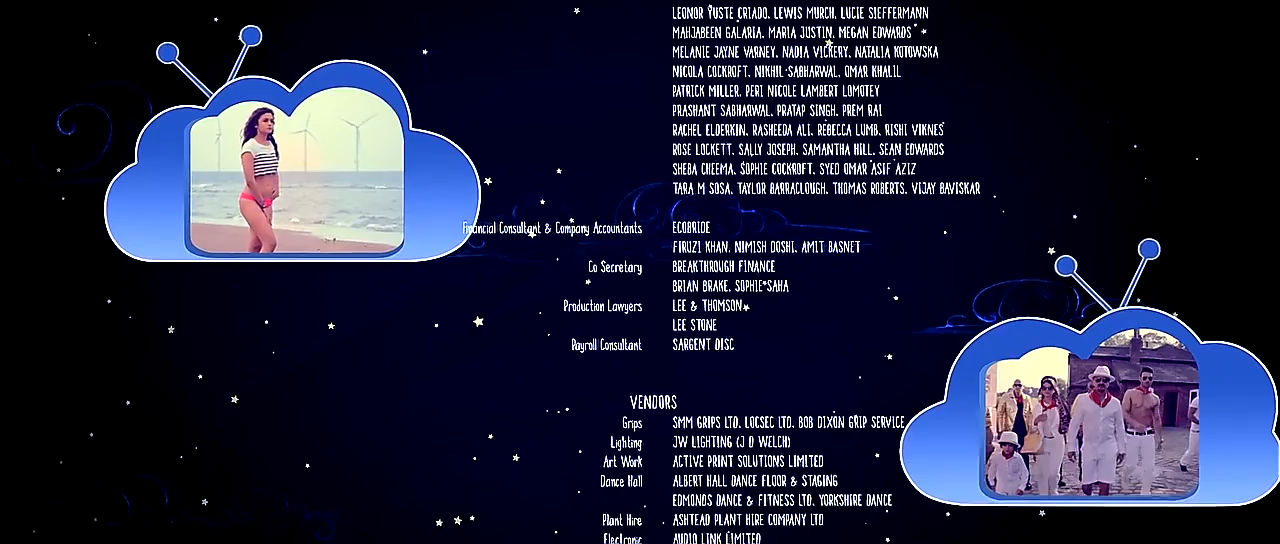 LEONOR YUSTE CRIADO, LEWIS MURCH, LUCIE SIEFFERMANN
MAHJABEEN GALARIA, MARIA JUSTIN, MEGAN EDWARDS
MELANIE JAYNE VARNEY, NADIA VICKERY, NATALIA KOTOWSKA
NICOLA COCKROFT, NIKHIL SABHARWAL, OMAR KHALIL
PATRICK MILLER, PERI NICOLE LAMBERT LOMOTEY
PRASHANT SABHARWAL, PRATAP SINGH, PREM RAI
RACHEL ELDERKIN, RASHEEDA ALI, REBECCA LUMB, RISHI VIKNES
ROSE LOCKETT, SALLY JOSEPH, SAMANTHA HILL, SEAN EDWARDS
SHEBA CHEEMA, SOPHIE COCKROFT, SYED OMAR ASIF AZIZ
TARA M SOSA, TAYLOR BARRACLOUGH, THOMAS ROBERTS, VIJAY BAVISKAR
Financial Consultant & Company Accountants ECOBRIDE
FIRUZI KHAN, NIMISH DOSHI, AMIT BASNET
Co Secretary BREAKTHROUGH FINANCE
BRIAN BRAKE, SOPHIE SAHA
Production Lawyers LEE & THOMSON
LEE STONE
Payroll Consultant SARGENT DISC
VENDORS
Grips SMM GRIPS LTD, LOCSEC LTD, BOB DIXON GRIP SERVICE
Lighting JW LIGHTING (J D WELCH)
Art Work ACTIVE PRINT SOLUTIONS LIMITED
Dance Hall ALBERT HALL DANCE FLOOR & STAGING
EDMONDS DANCE & FITNESS LTD, YORKSHIRE DANCE
Plant Hire ASHTEAD PLANT HIRE COMPANY LTD
Electronic AUDIO LINK LIMITED